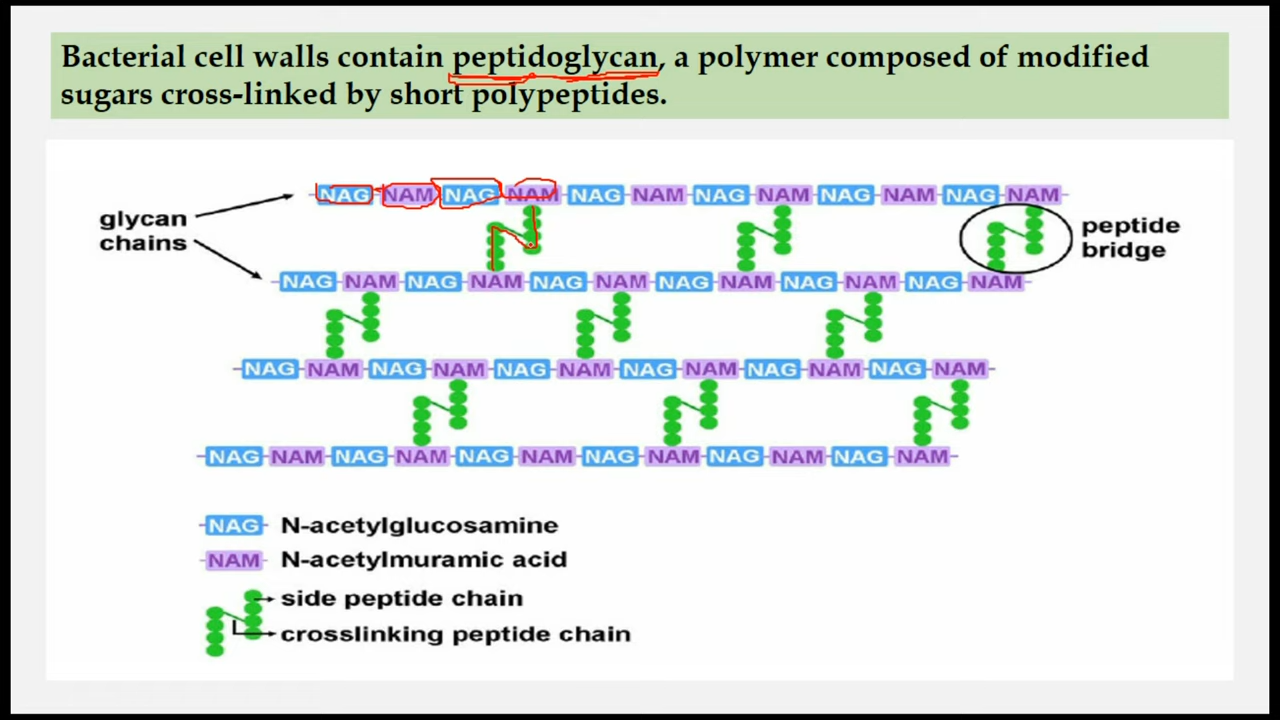 Bacterial cell walls contain peptidoglycan, a polymer composed of modified
sugars cross-linked by short polypeptides.
NAG NAM NAG NAM NAG NAM NAG NAM NAG NAM NAG NAM
glycan
chains
peptide
bridge
NAG NAM NAG NAM NAG NAM NAG NAM NAG NAM NAG NAM
NAG NAM NAG NAM NAG NAM NAG NAM NAG NAM NAG NAM
NAG NAM NAG NAM NAG NAM NAG NAM NAG NAM NAG NAM
NAG N-acetylglucosamine
NAM N-acetylmuramic acid
side peptide chain
crosslinking peptide chain